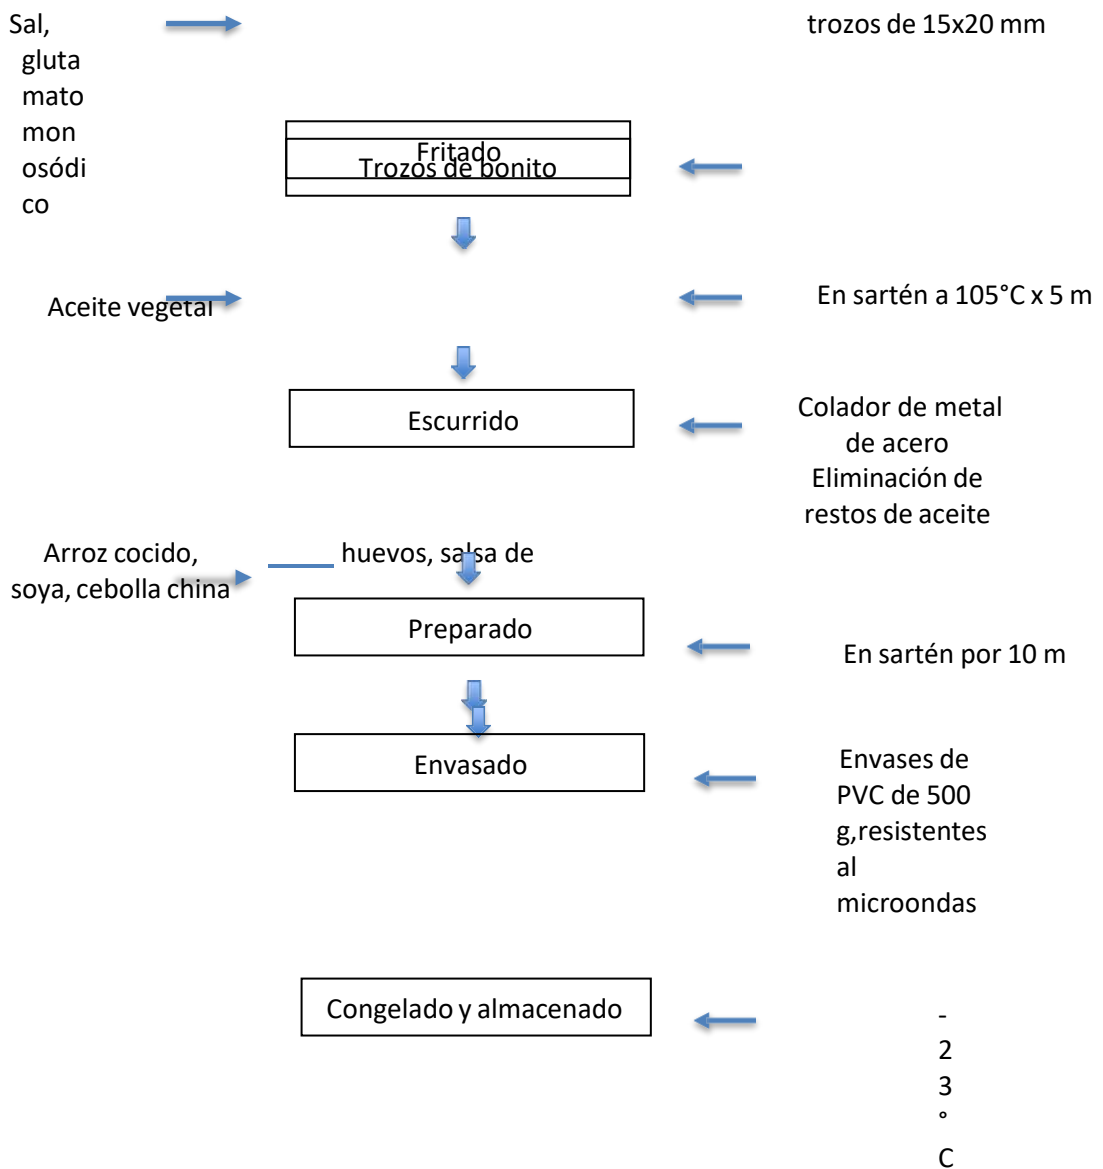 Sal,
gluta
mato
mon
osódi
co
trozos de 15x20 mm
Fritado
Trozos de bonito
Aceite vegetal
En sartén a 105°C x 5 m
Escurrido
Colador de metal
de acero
Eliminación de
restos de aceite
Arroz cocido,
huevos, salsa de
soya, cebolla china
Preparado
En sartén por 10 m
Envasado
Envases de
PVC de 500
g,resistentes
al
microondas
Congelado y almacenado
-
2
3
°
C